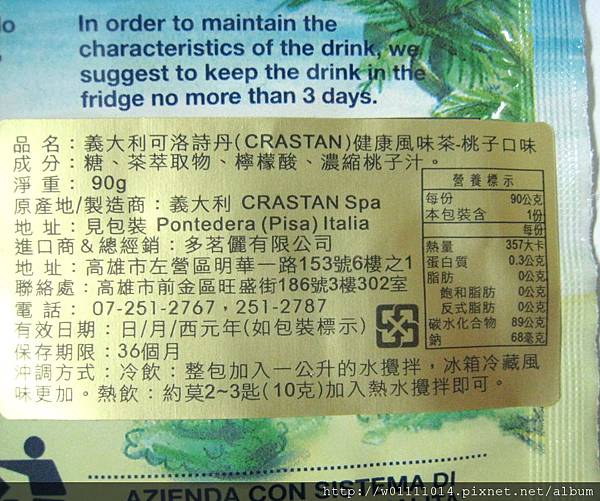 lo
In order to maintain the
characteristics of the drink, we
suggest to keep the drink in the
fridge no more than 3 days.
品 名：義大利可洛詩丹(CRASTAN)健康風味茶-桃子口味
成 分：糖、茶萃取物、檸檬酸、濃縮桃子汁。
淨 重： 90g
原產地/製造商：義大利 CRASTAN Spa
地 址：見包裝 Pontedera (Pisa) Italia
進口商&總經銷：多茗儷有限公司
地 址：高雄市左營區明華一路153號6樓之1
聯絡處：高雄市前金區旺盛街186號3樓302室
電 話： 07-251-2767，251-2787
有效日期：日/月/西元年(如包裝標示)
保存期限：36個月
沖調方式：冷飲：整包加入一公升的水攪拌，冰箱冷藏風
味更加。熱飲：約莫2~3匙(10克)加入熱水攪拌即可。
營養標示
每份 90公克
本包裝含 1份
每份
熱量 357大卡
蛋白質 0.3公克
脂肪 0公克
飽和脂肪 0公克
反式脂肪 0公克
碳水化合物 89公克
鈉 68毫克
AZIENDA CON SISTEMA DI
http://w01111014.pixnet.net/album